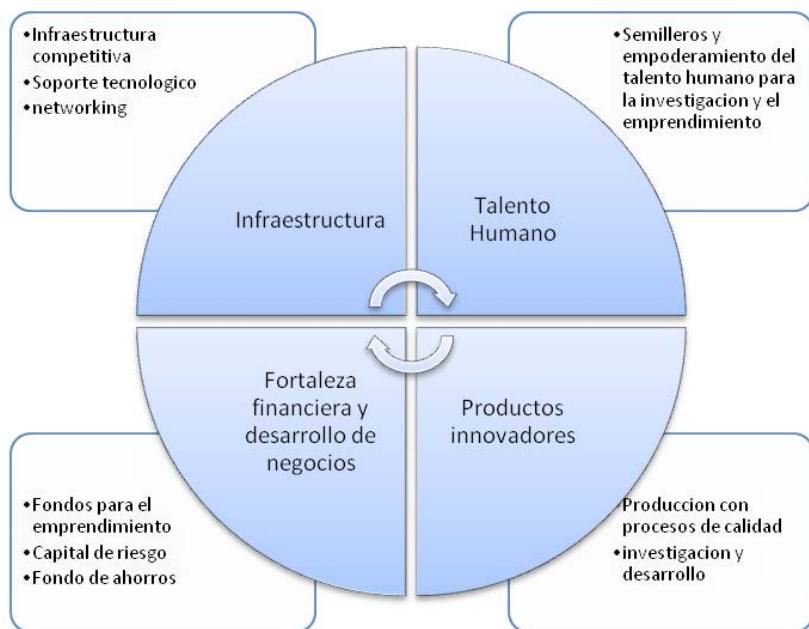 •Infraestructura
competitiva
•Soporte tecnologico
•networking
•Semilleros y
empoderamiento del
talento humano para
la investigacion y el
emprendimiento
Infraestructura
Talento
Humano
Fortaleza
financiera y
desarrollo de
negocios
Productos
innovadores
•Fondos para el
emprendimiento
•Capital de riesgo
•Fondo de ahorros
Produccion con
procesos de calidad
•investigacion y
desarrollo